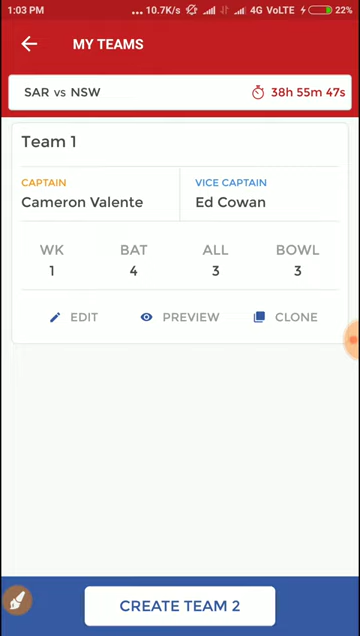 1:03 PM ... 10.7K/s 4G VoLTE 22%
MY TEAMS
SAR vs NSW 38h 55m 47s
Team 1
CAPTAIN VICE CAPTAIN
Cameron Valente Ed Cowan
WK BAT ALL BOWL
1 4 3 3
EDIT PREVIEW CLONE
CREATE TEAM 2